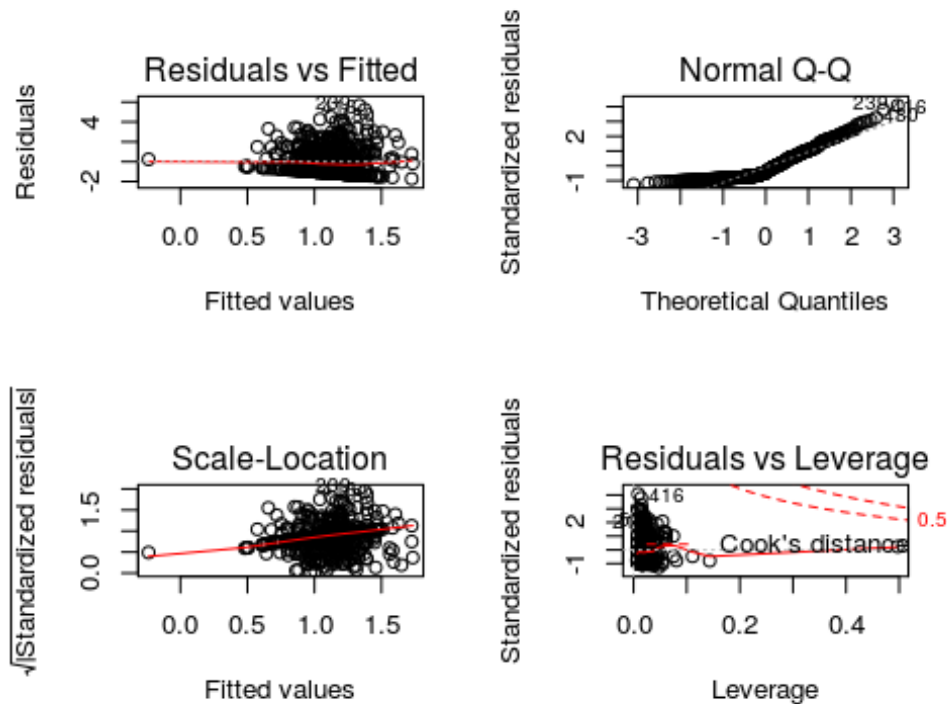 Residuals vs Fitted
Residuals
4
-2
0.0 0.5 1.0 1.5
Fitted values
Normal Q-Q
Standardized residuals
2
-1
416
480
-3 -1 0 1 2 3
Theoretical Quantiles
Scale-Location
√|Standardized residuals|
1.5
0.0
0.0 0.5 1.0 1.5
Fitted values
Residuals vs Leverage
Standardized residuals
2
-1
416
Cook's distance
0.5
0.0 0.2 0.4
Leverage